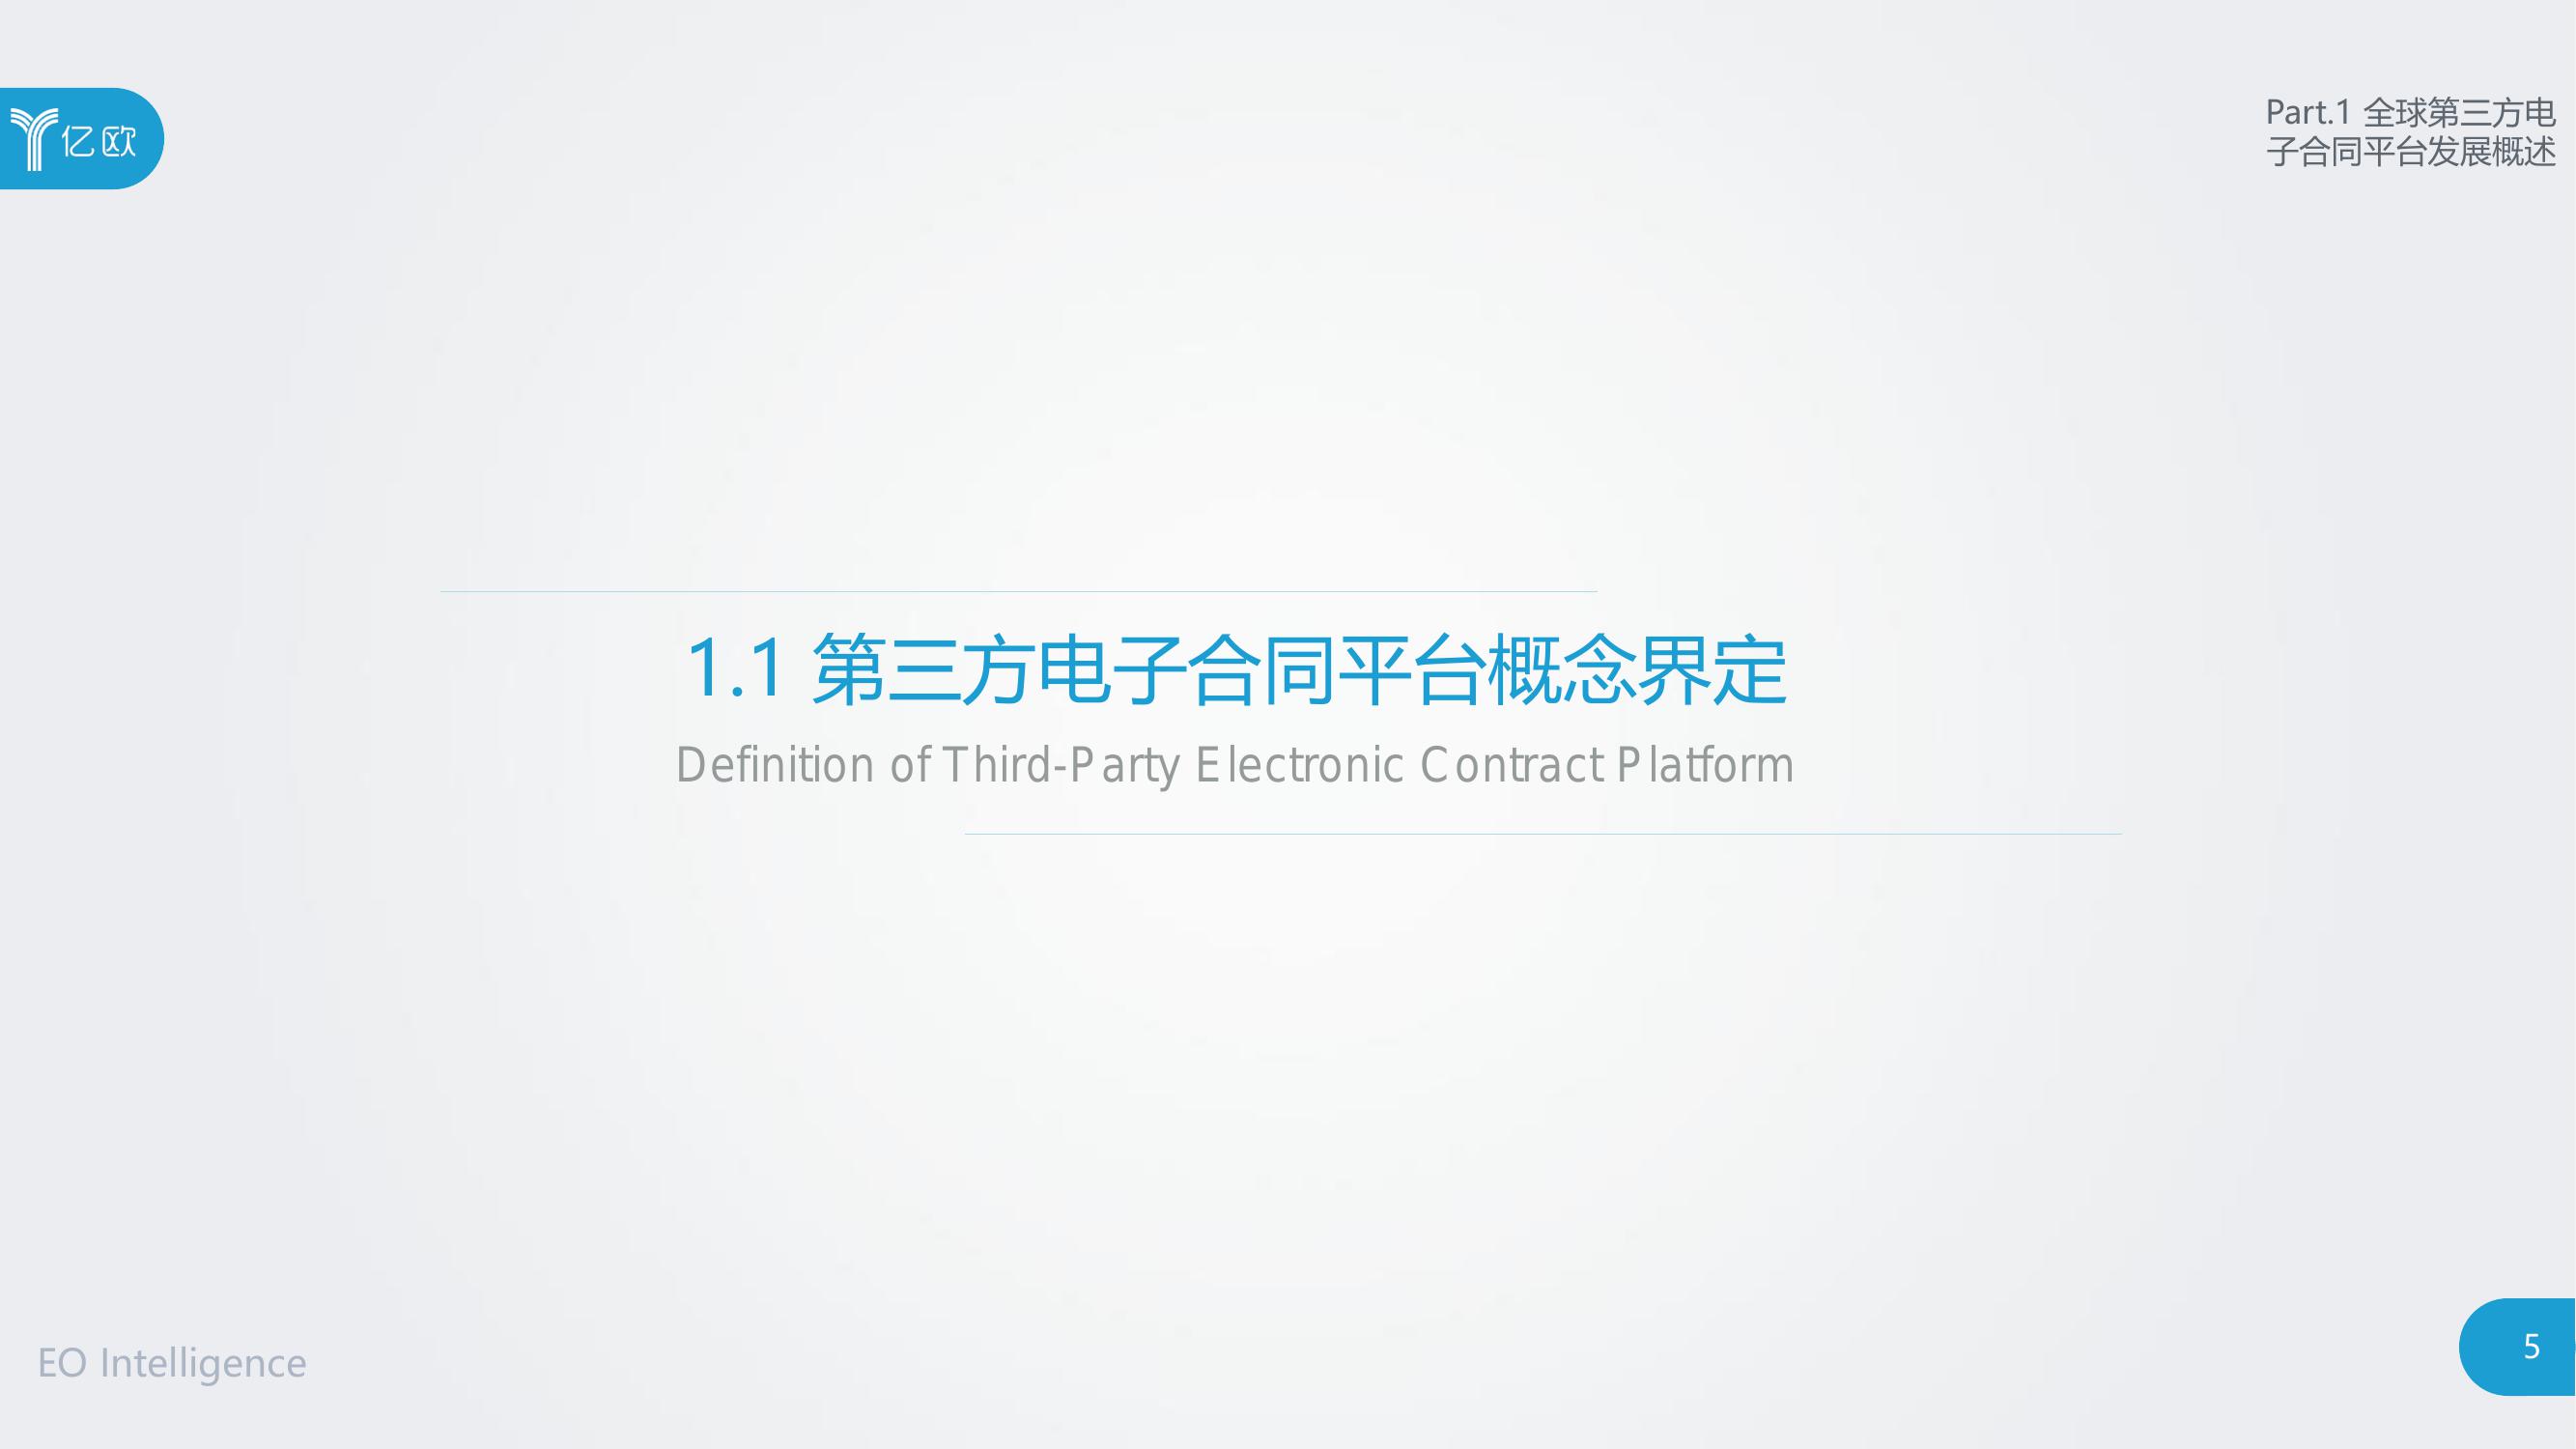 亿欧
Part.1 全球第三方电
子合同平台发展概述
1.1 第三方电子合同平台概念界定
Definition of Third-Party Electronic Contract Platform
EO Intelligence
5